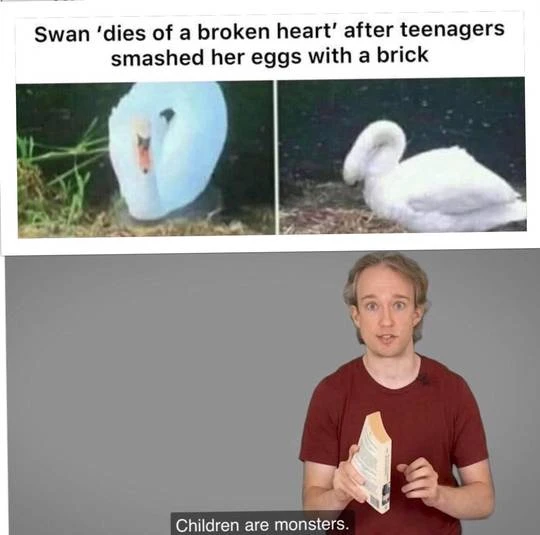 Swan ‘dies of a broken heart’ after teenagers
smashed her eggs with a brick
Children are monsters.